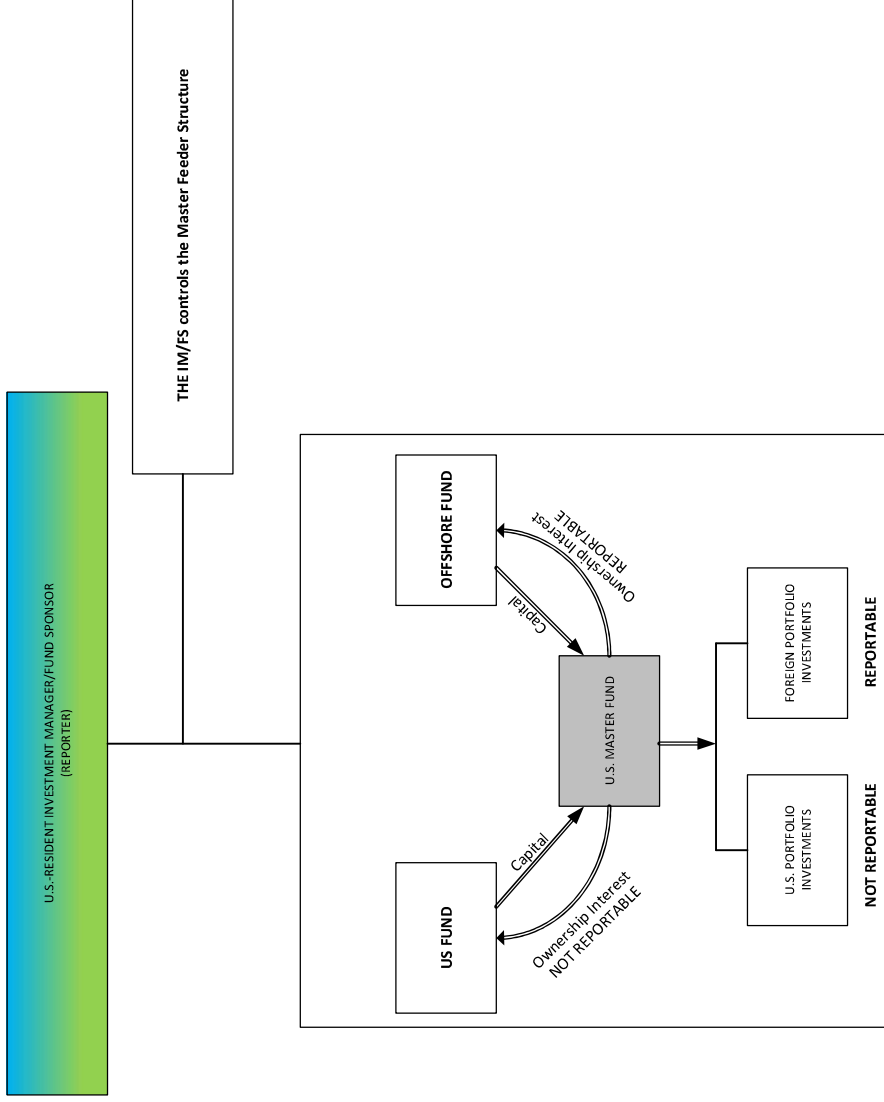 U.S.-RESIDENT INVESTMENT MANAGER/FUND SPONSOR
(REPORTER)
THE IM/FS controls the Master Feeder Structure
US FUND
OFFSHORE FUND
Capital
Ownership Interest
NOT REPORTABLE
Capital
Ownership Interest
REPORTABLE
U.S. MASTER FUND
U.S. PORTFOLIO
INVESTMENTS
NOT REPORTABLE
FOREIGN PORTFOLIO
INVESTMENTS
REPORTABLE